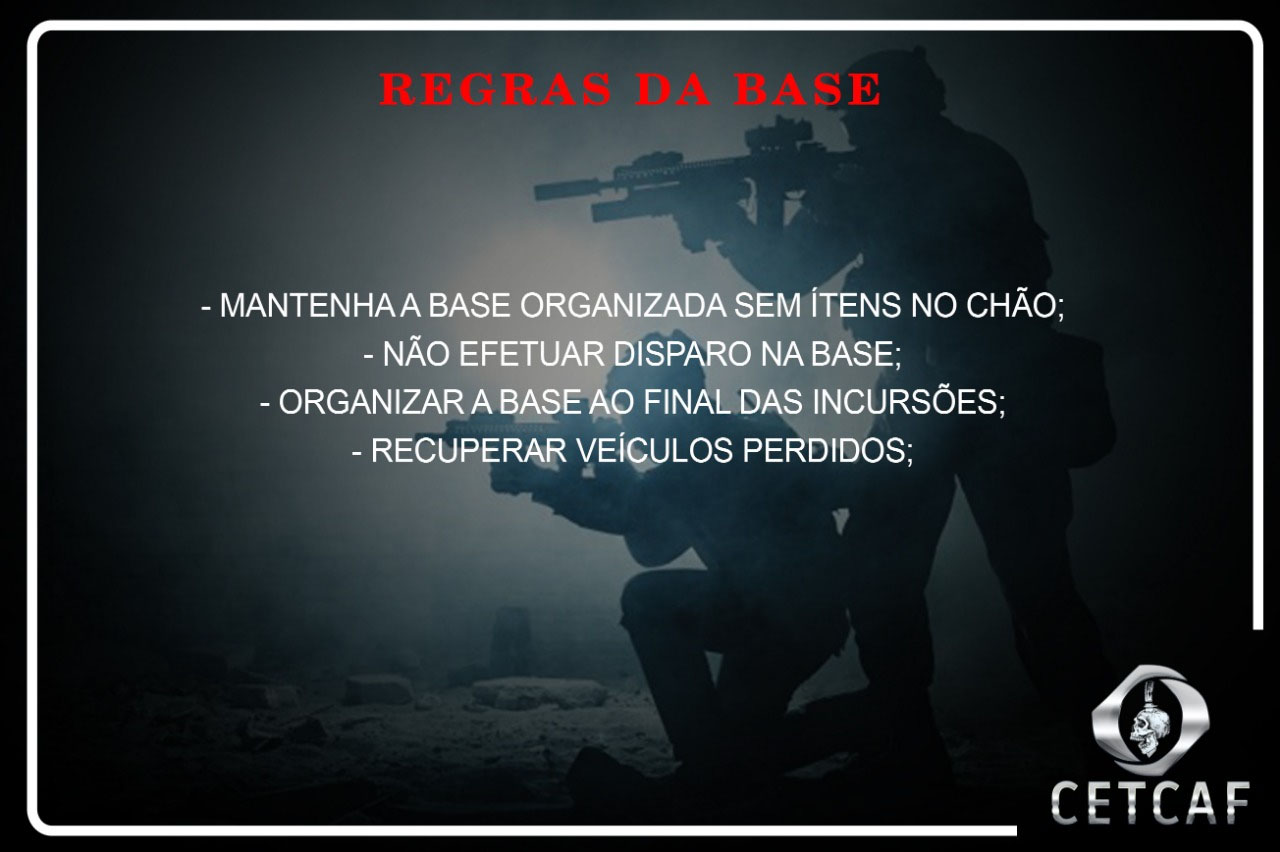 REGRAS DA BASE
- MANTENHA A BASE ORGANIZADA SEM ÍTENS NO CHÃO;
- NÃO EFETUAR DISPARO NA BASE;
- ORGANIZAR A BASE AO FINAL DAS INCURSÕES;
- RECUPERAR VEÍCULOS PERDIDOS;
CETCAF